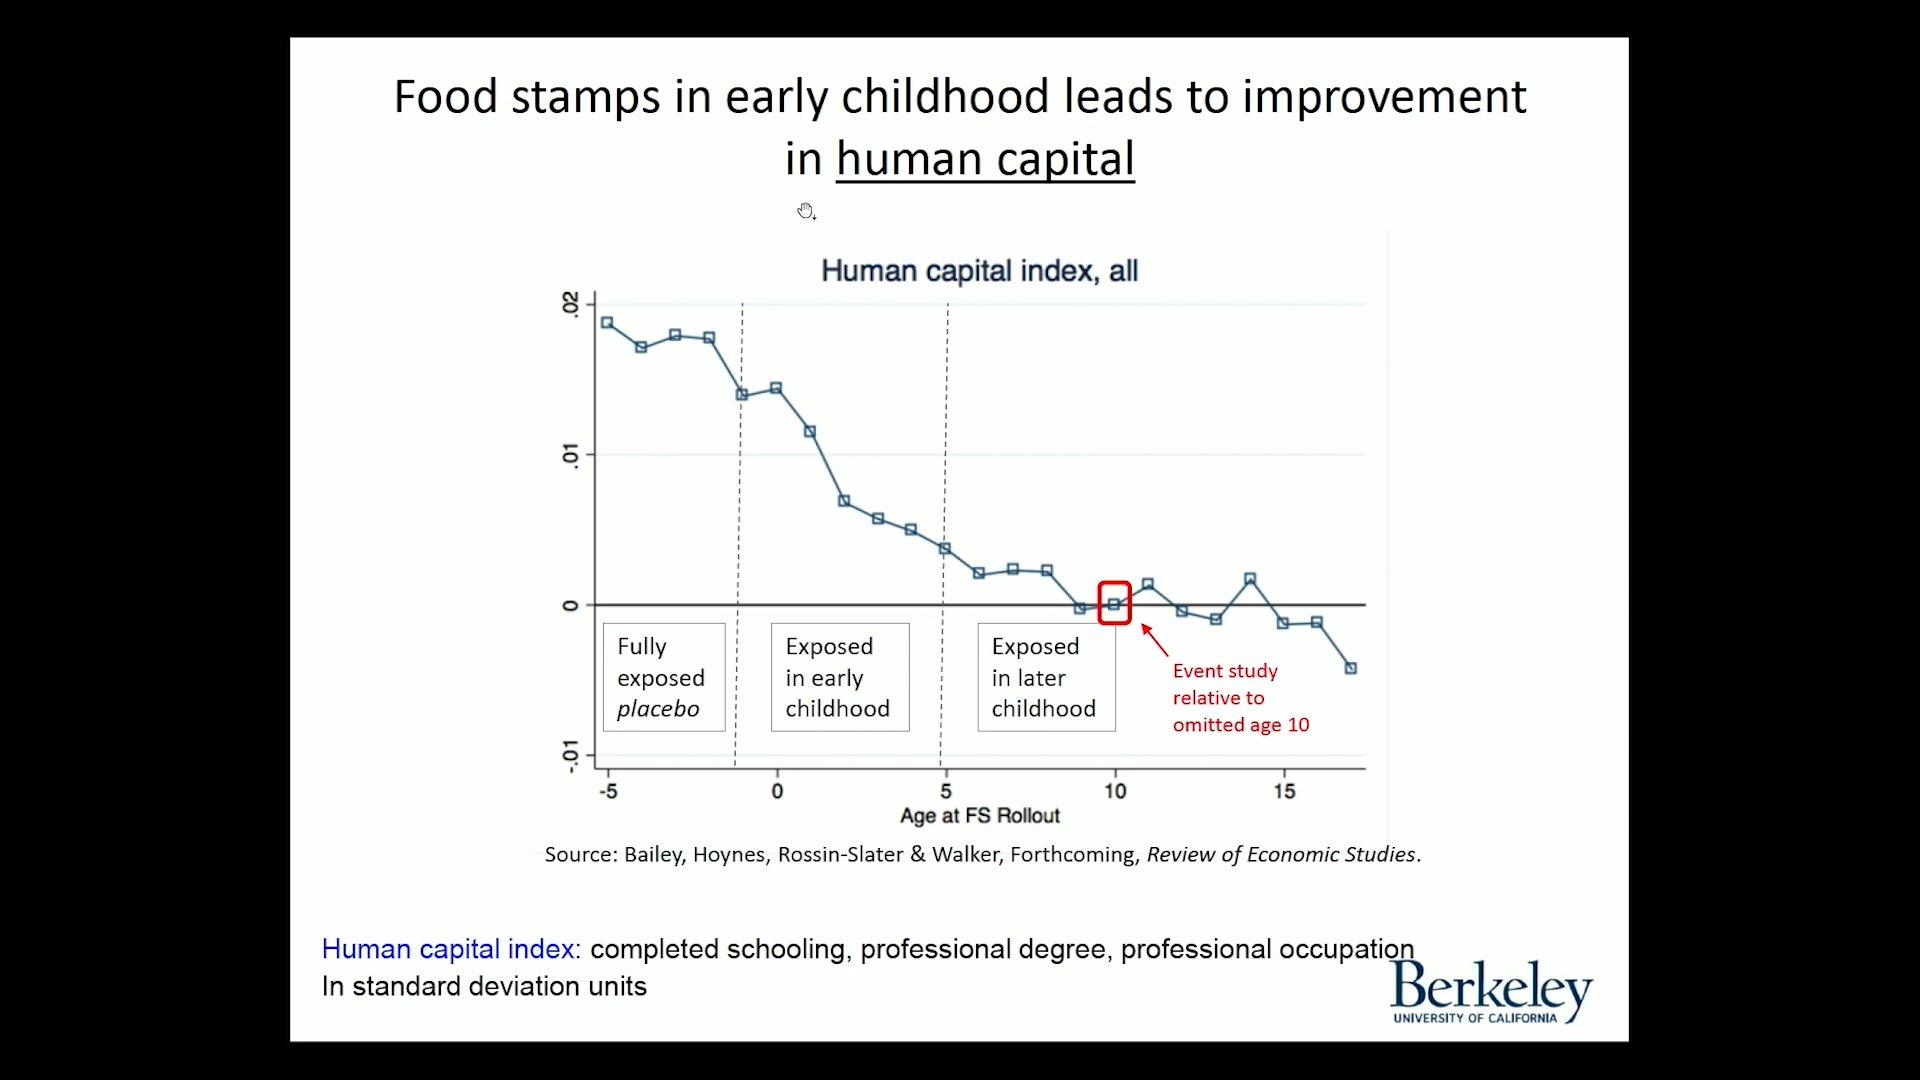 Food stamps in early childhood leads to improvement
in human capital
Human capital index, all
.02
.01
0
-.01
Fully
exposed
placebo
Exposed
in early
childhood
Exposed
in later
childhood
Event study
relative to
omitted age 10
-5 0 5 10 15
Age at FS Rollout
Source: Bailey, Hoynes, Rossin-Slater & Walker, Forthcoming, Review of Economic Studies.
Human capital index: completed schooling, professional degree, professional occupation
In standard deviation units
Berkeley
UNIVERSITY OF CALIFORNIA